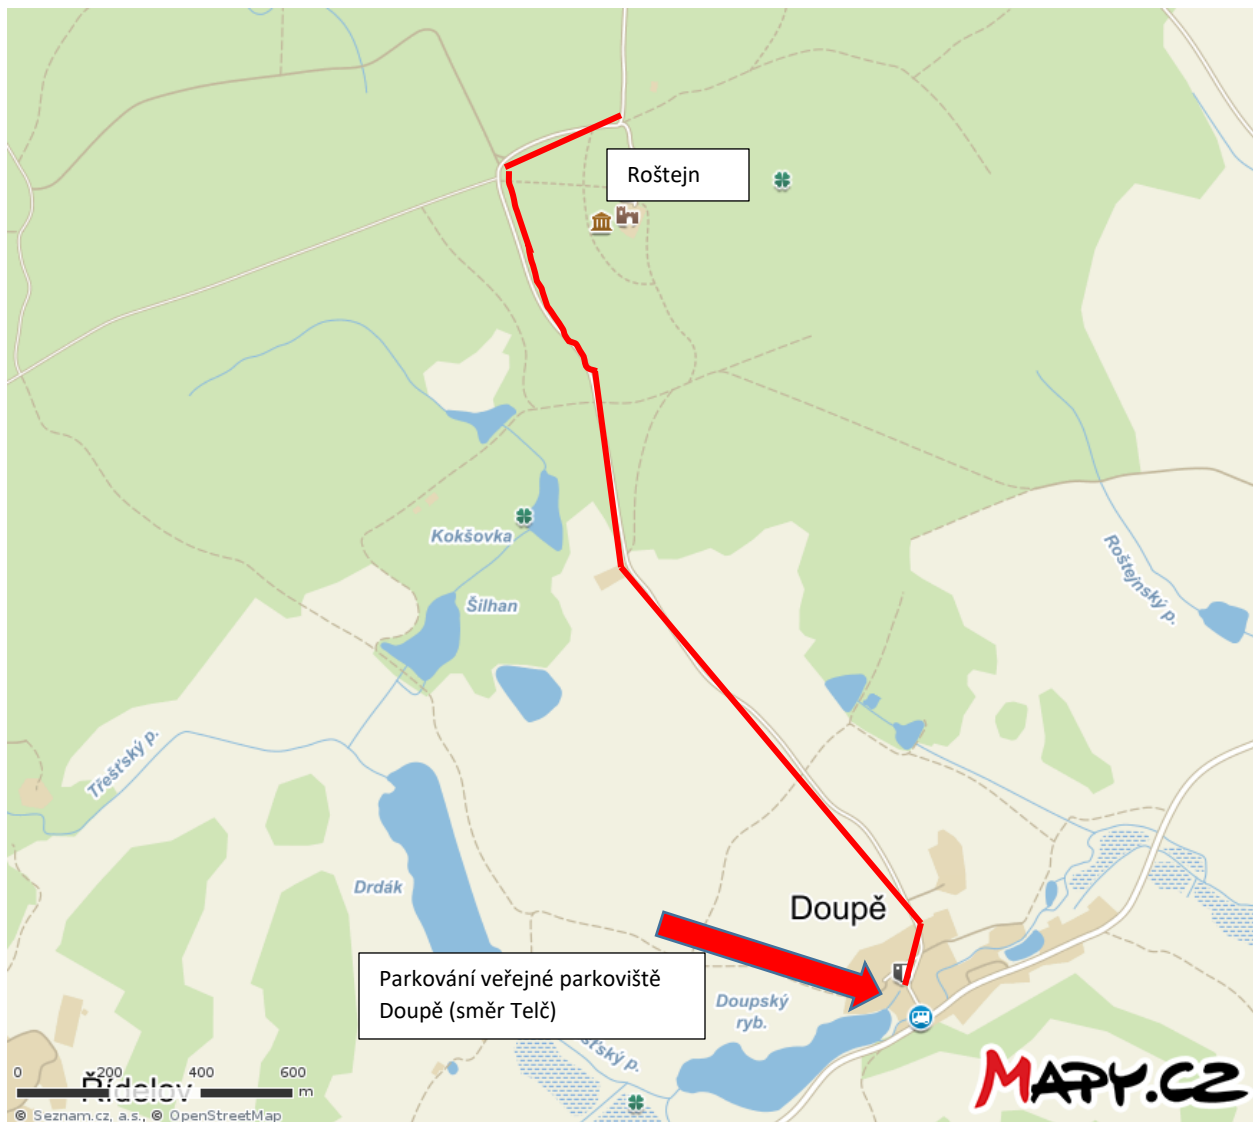 Roštejn
Kokšovka
Šilhan
Roštejnský p.
Třešťský p.
Drdák
Doupě
Parkování veřejné parkoviště
Doupě (směr Telč)
Doupský
ryb.
0 200 400 600
m
Řídelov
© Seznam.cz, a.s., © OpenStreetMap
MAPY.CZ